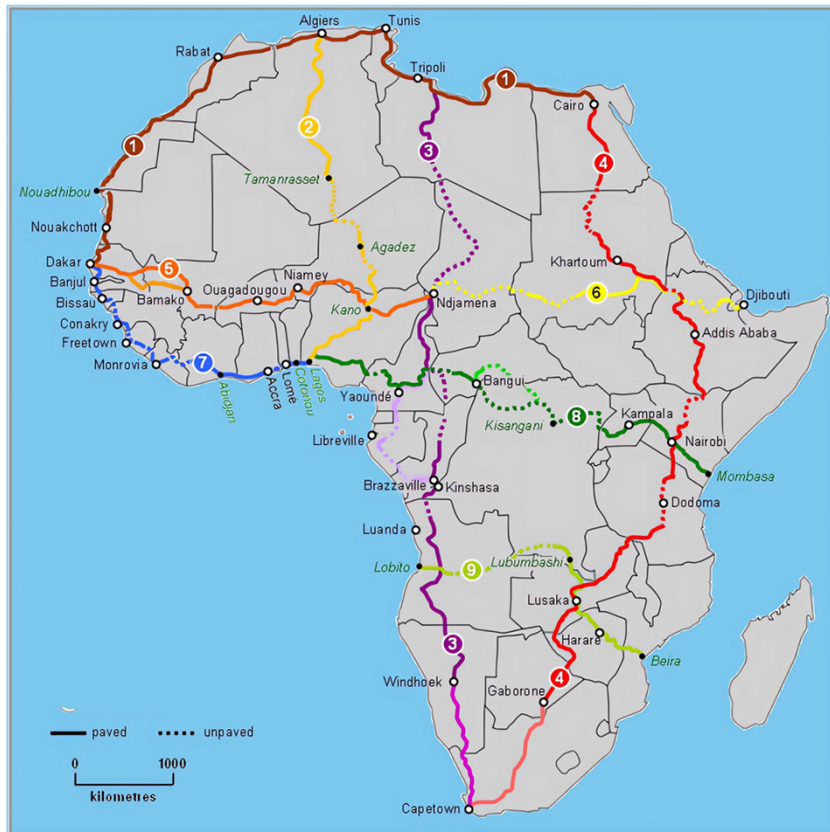 Algiers
Tunis
Rabat
Tripoli
1
Cairo
2
1
3
4
Tamanrasset
Nouadhibou
Nouakchott
Agadez
Dakar
5
Niamey
Khartoum
Banjul
Ouagadougou
6
Djibouti
Bissau
Bamako
Kano
Ndjamena
Conakry
Addis Ababa
Freetown
7
Monrovia
Abidjan
Accra
Lomé
Cotonou
Lagos
Yaoundé
Bangui
8
Kampala
Kisangani
Libreville
Nairobi
Mombasa
Brazzaville
Kinshasa
Dodoma
Luanda
Lobito
9
Lubumbashi
Lusaka
Harare
3
Beira
Windhoek
Gaborone
4
paved
unpaved
0
1000
kilometres
Capetown